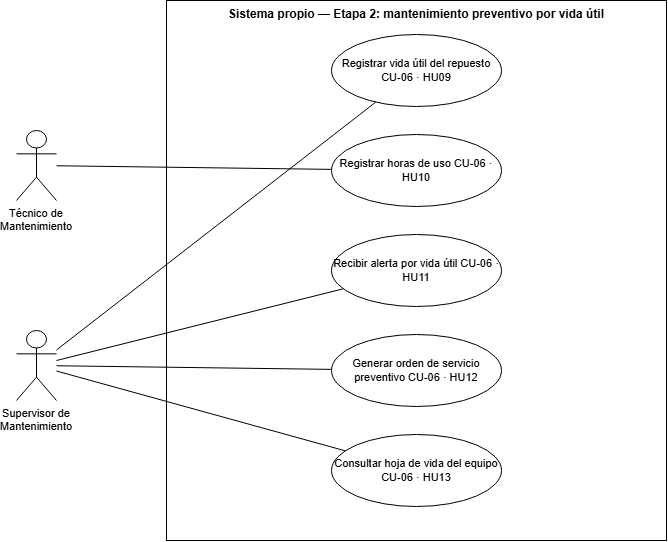 Sistema propio — Etapa 2: mantenimiento preventivo por vida útil
Registrar vida útil del repuesto
CU-06 · HU09
Registrar horas de uso CU-06 ·
HU10
Técnico de
Mantenimiento
Recibir alerta por vida útil CU-06 ·
HU11
Generar orden de servicio
preventivo CU-06 · HU12
Supervisor de
Mantenimiento
Consultar hoja de vida del equipo
CU-06 · HU13